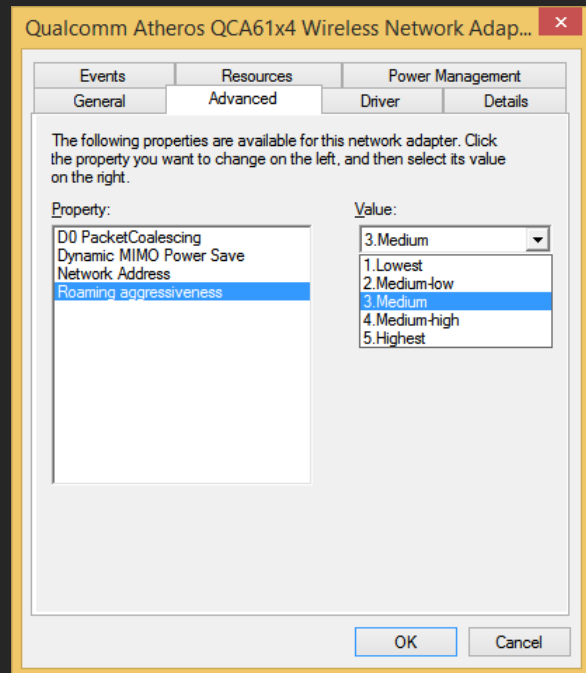 Qualcomm Atheros QCA61x4 Wireless Network Adap...
Events Resources Power Management
General Advanced Driver Details
The following properties are available for this network adapter. Click
the property you want to change on the left, and then select its value
on the right.
Property:
D0 PacketCoalescing
Dynamic MIMO Power Save
Network Address
Roaming aggressiveness
Value:
3.Medium
1.Lowest
2.Medium-low
3.Medium
4.Medium-high
5.Highest
OK Cancel